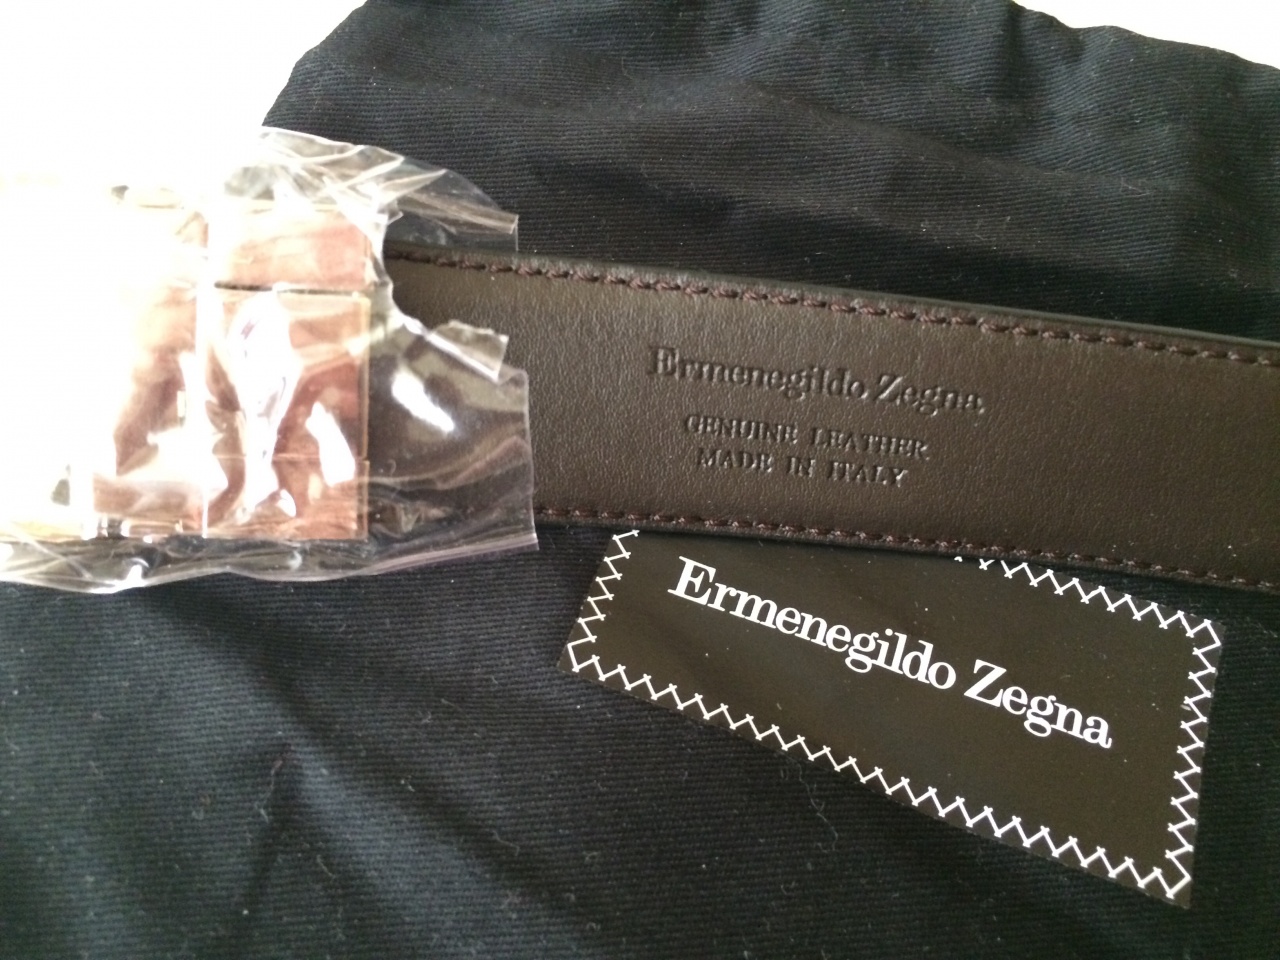 Ermenegildo Zegna
GENUINE LEATHER
MADE IN ITALY
Ermenegildo Zegna